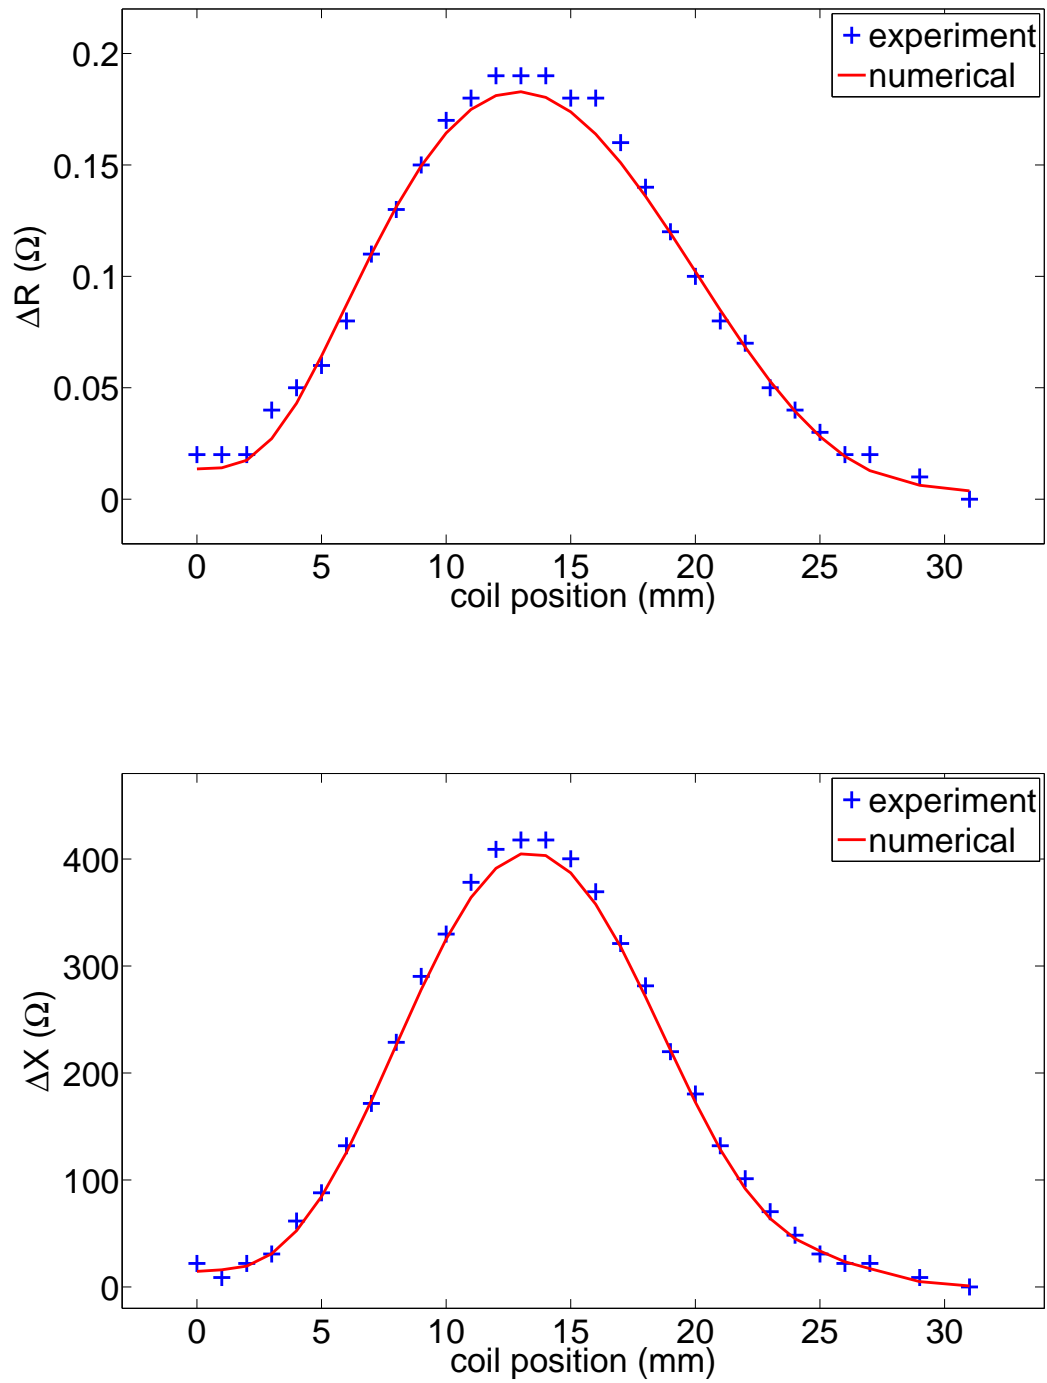 experiment
numerical
0.2
0.15
0.1
0.05
0
ΔR (Ω)
0 5 10 15 20 25 30
coil position (mm)
experiment
numerical
400
300
200
100
0
ΔX (Ω)
0 5 10 15 20 25 30
coil position (mm)